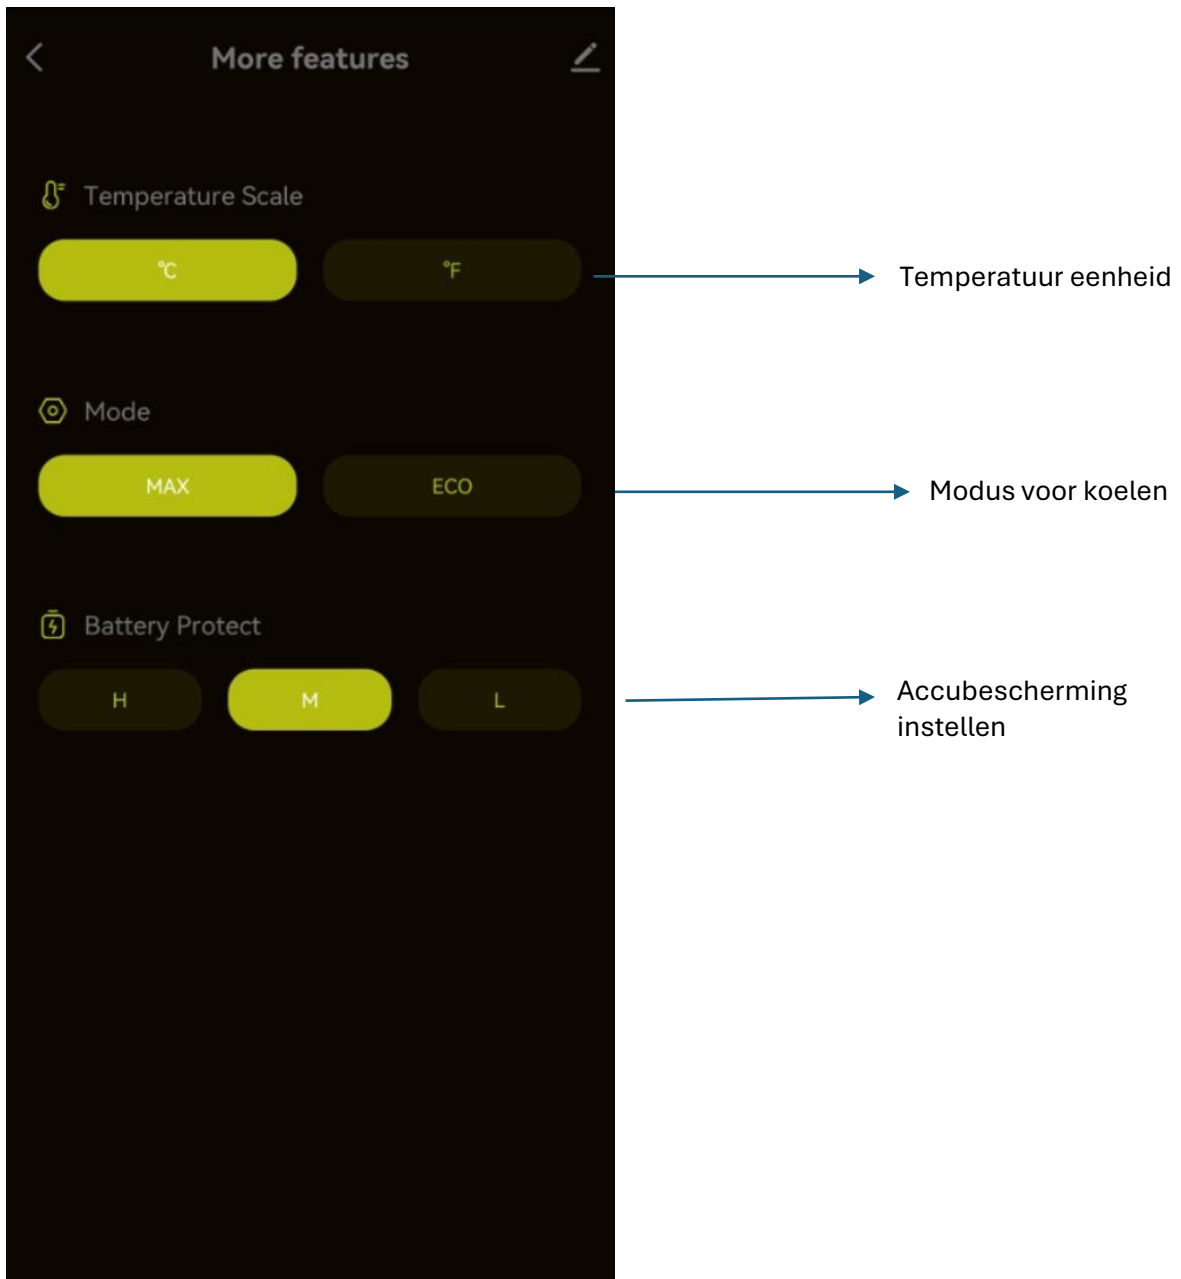 More features
Temperature Scale
°C °F
Temperatuur eenheid
Mode
MAX ECO
Modus voor koelen
Battery Protect
H M L
Accubescherming
instellen